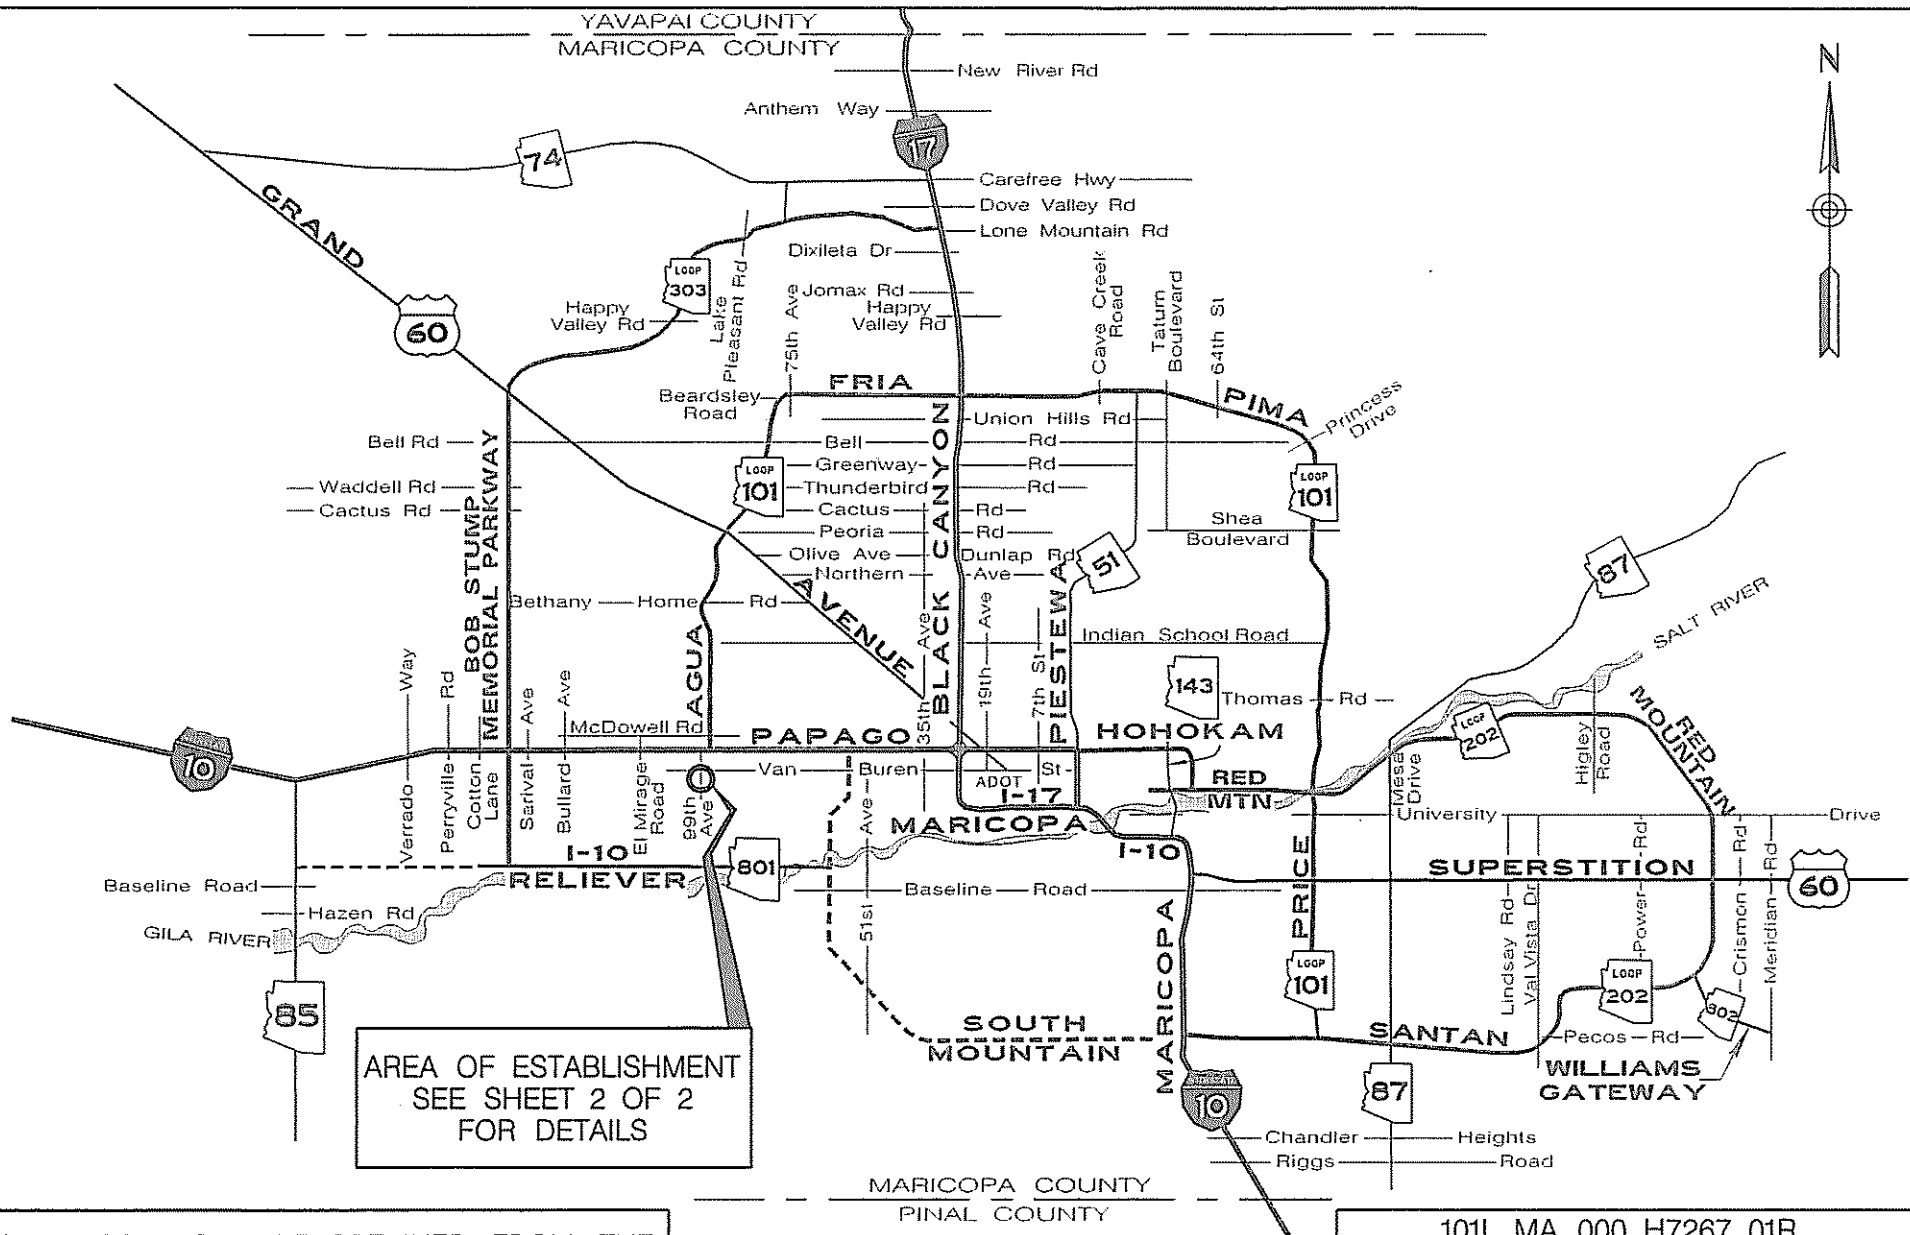 YAVAPAI COUNTY
MARICOPA COUNTY
New River Rd
Anthem Way
N
17
74
Carefree Hwy
Dove Valley Rd
Lone Mountain Rd
Dixileta Dr
GRAND
LOOP 303
Lake Pleasant Rd
75th Ave
Jomax Rd
Happy Valley Rd
Happy Valley Rd
Cave Creek Road
Tatum Boulevard
64th St
60
Beardsley Road
FRIA
PIMA
Princess Drive
Union Hills Rd
Bell Rd
Bell Rd
Greenway Rd
LOOP 101
LOOP 101
Waddell Rd
Thunderbird Rd
Cactus Rd
Cactus Rd
Peoria Rd
Shea Boulevard
Olive Ave
Dunlap Rd
51
87
Northern Ave
BOB STUMP
MEMORIAL PARKWAY
BLACK CANYON
Bethany Home Rd
AVENUE
35th Ave
19th Ave
7th St
PIESTEWA
Indian School Road
SALT RIVER
AGUA
143
Thomas Rd
Verrado Way
Perryville Rd
Cotton Lane
Sarival Ave
Bullard Ave
McDowell Rd
PAPAGO
HOHOKAM
LOOP 202
Higley Road
RED MOUNTAIN
10
El Mirage Road
99th Ave
Van Buren St
ADOT
I-17
RED MTN
Mesa Drive
51st Ave
MARICOPA
University Drive
I-10
RELIEVER
801
I-10
SUPERSTITION
60
Baseline Road
Baseline Road
Hazen Rd
GILA RIVER
MARICOPA
PRICE
Lindsay Rd
Val Vista Dr
Power Rd
Crismon Rd
Meridian Rd
85
LOOP 101
LOOP 202
802
SOUTH MOUNTAIN
SANTAN
Pecos Rd
WILLIAMS GATEWAY
AREA OF ESTABLISHMENT
SEE SHEET 2 OF 2
FOR DETAILS
10
87
Chandler Heights
Riggs Road
MARICOPA COUNTY
PINAL COUNTY
101L MA 000 H7267 01R